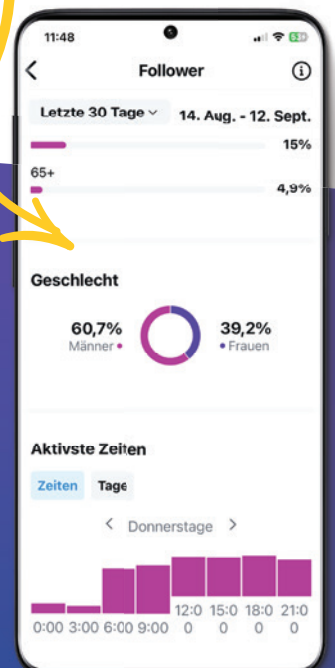 11:48
53
Follower
Letzte 30 Tage
14. Aug. - 12. Sept.
15%
65+
4,9%
Geschlecht
60,7%
Männer
39,2%
Frauen
Aktivste Zeiten
Zeiten Tage
Donnerstage
0:00 3:00 6:00 9:00 12:0 15:0 18:0 21:0
0 0 0 0